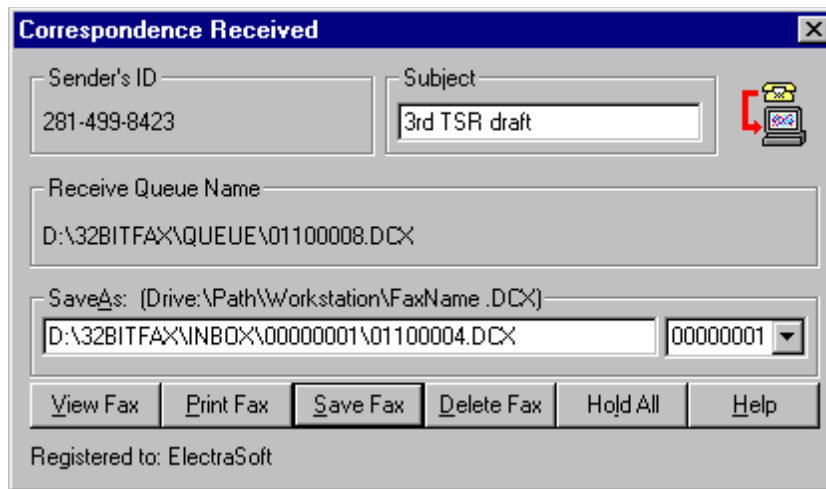 Correspondence Received
Sender's ID
Subject
281-499-8423
3rd TSR draft
Receive Queue Name
D:\32BITFAX\QUEUE\01100008.DCX
SaveAs: (Drive:\Path\Workstation\FaxName .DCX)
D:\32BITFAX\INBOX\00000001\01100004.DCX
00000001
View Fax
Print Fax
Save Fax
Delete Fax
Hold All
Help
Registered to: ElectraSoft